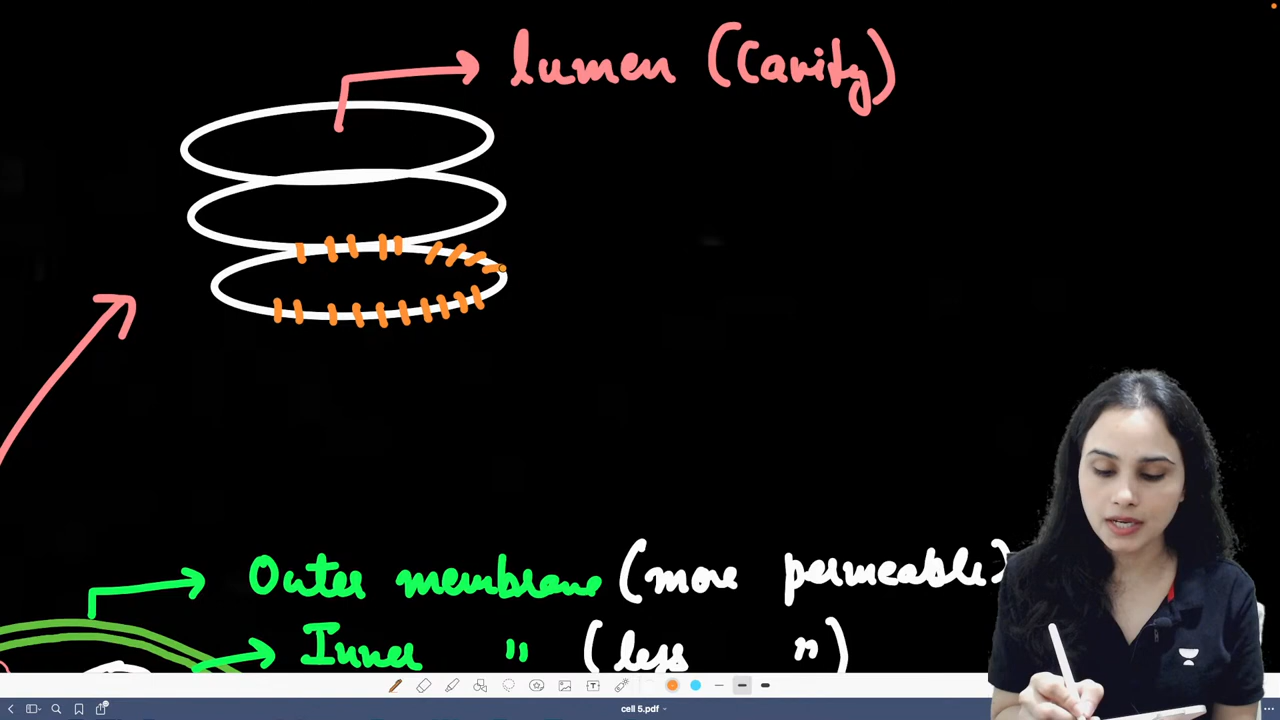 lumen (Cavity)
Outer membrane (more permeable)
Inner " (less ")
cell 5.pdf